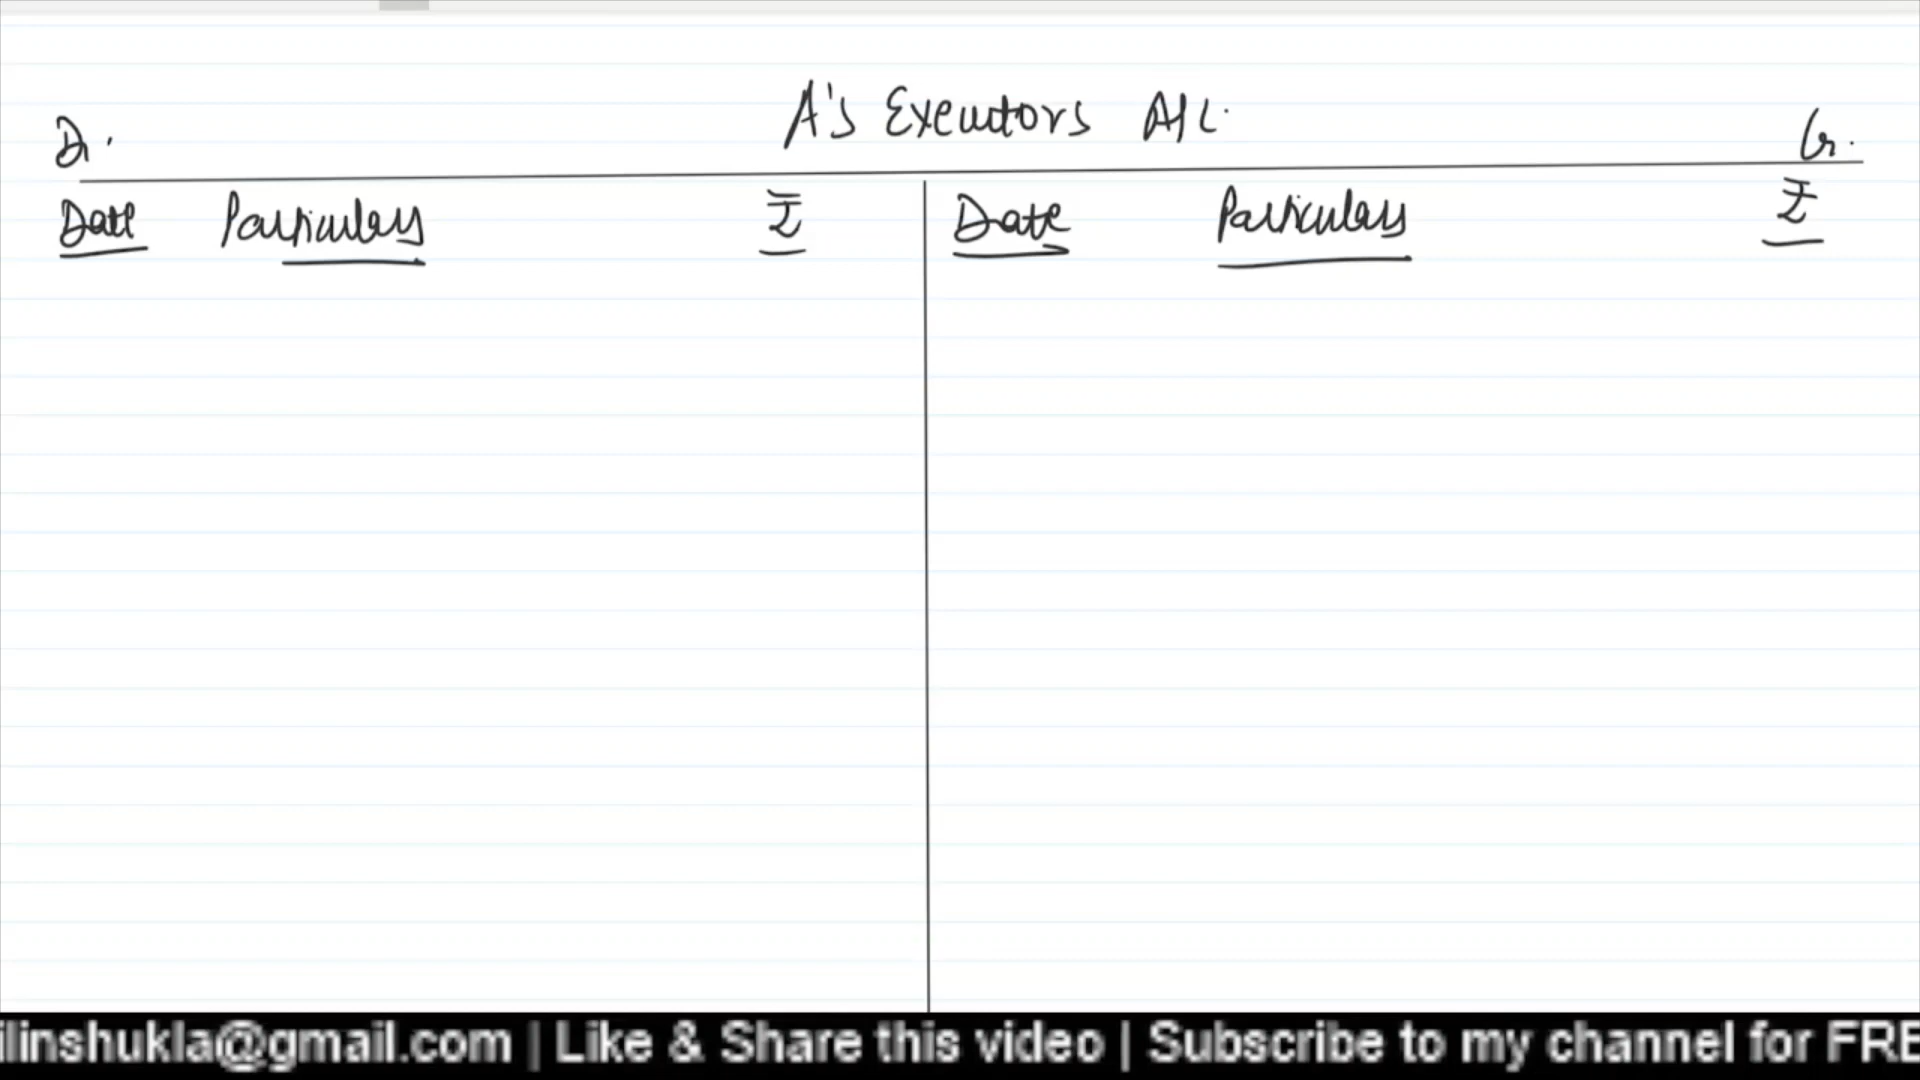 A's Executors A/c.
Dr. Cr.
Date Particulars ₹ Date Particulars ₹
ilinshukla@gmail.com | Like & Share this video | Subscribe to my channel for FRE